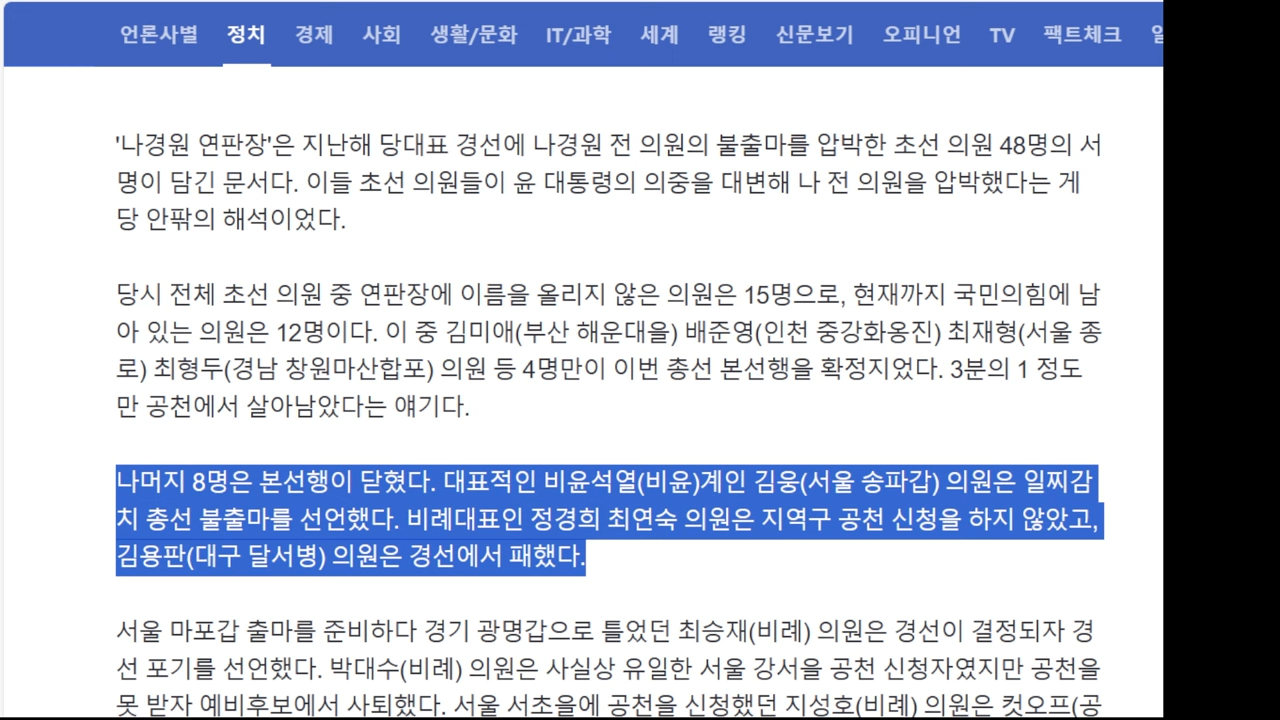 언론사별 정치 경제 사회 생활/문화 IT/과학 세계 랭킹 신문보기 오피니언 TV 팩트체크
'나경원 연판장'은 지난해 당대표 경선에 나경원 전 의원의 불출마를 압박한 초선 의원 48명의 서
명이 담긴 문서다. 이들 초선 의원들이 윤 대통령의 의중을 대변해 나 전 의원을 압박했다는 게
당 안팎의 해석이었다.
당시 전체 초선 의원 중 연판장에 이름을 올리지 않은 의원은 15명으로, 현재까지 국민의힘에 남
아 있는 의원은 12명이다. 이 중 김미애(부산 해운대을) 배준영(인천 중강화옹진) 최재형(서울 종
로) 최형두(경남 창원마산합포) 의원 등 4명만이 이번 총선 본선행을 확정지었다. 3분의 1 정도
만 공천에서 살아남았다는 얘기다.
나머지 8명은 본선행이 닫혔다. 대표적인 비윤석열(비윤)계인 김웅(서울 송파갑) 의원은 일찌감
치 총선 불출마를 선언했다. 비례대표인 정경희 최연숙 의원은 지역구 공천 신청을 하지 않았고,
김용판(대구 달서병) 의원은 경선에서 패했다.
서울 마포갑 출마를 준비하다 경기 광명갑으로 틀었던 최승재(비례) 의원은 경선이 결정되자 경
선 포기를 선언했다. 박대수(비례) 의원은 사실상 유일한 서울 강서을 공천 신청자였지만 공천을
못 받자 예비후보에서 사퇴했다. 서울 서초을에 공천을 신청했던 지성호(비례) 의원은 컷오프(공